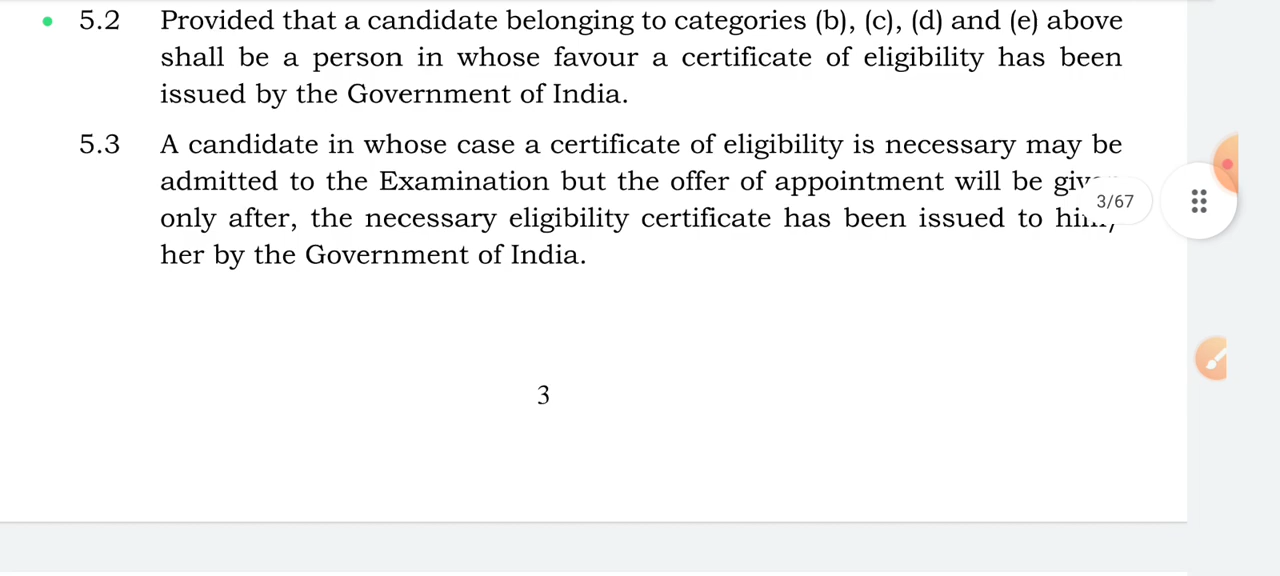 5.2 Provided that a candidate belonging to categories (b), (c), (d) and (e) above
shall be a person in whose favour a certificate of eligibility has been
issued by the Government of India.
5.3 A candidate in whose case a certificate of eligibility is necessary may be
admitted to the Examination but the offer of appointment will be
3/67
only after, the necessary eligibility certificate has been issued to
her by the Government of India.
3